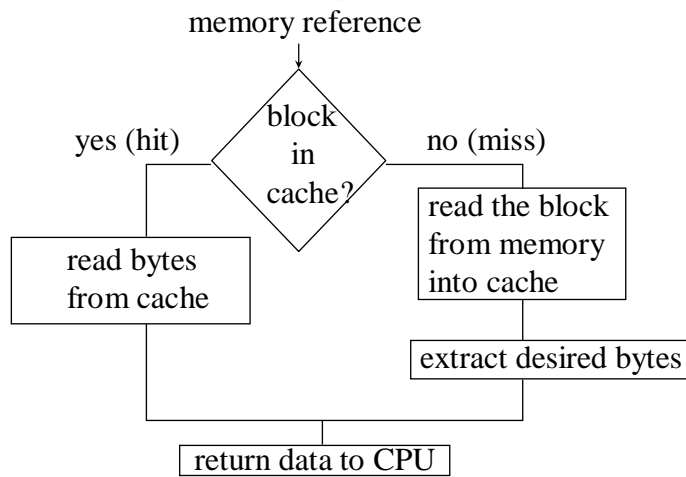 memory reference
block
in
cache?
yes (hit)
no (miss)
read bytes
from cache
read the block
from memory
into cache
extract desired bytes
return data to CPU